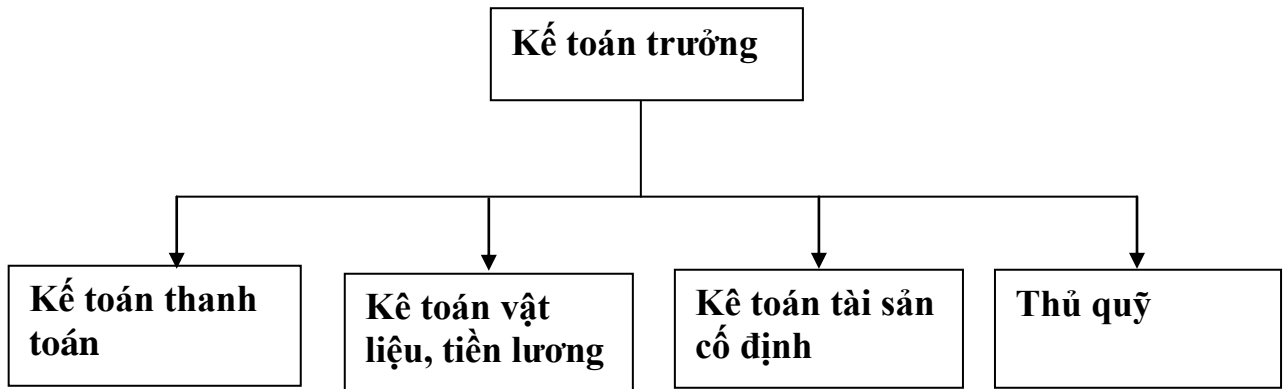 Kế toán trưởng
Kế toán thanh
toán
Kê toán vật
liệu, tiền lương
Kê toán tài sản
cố định
Thủ quỹ